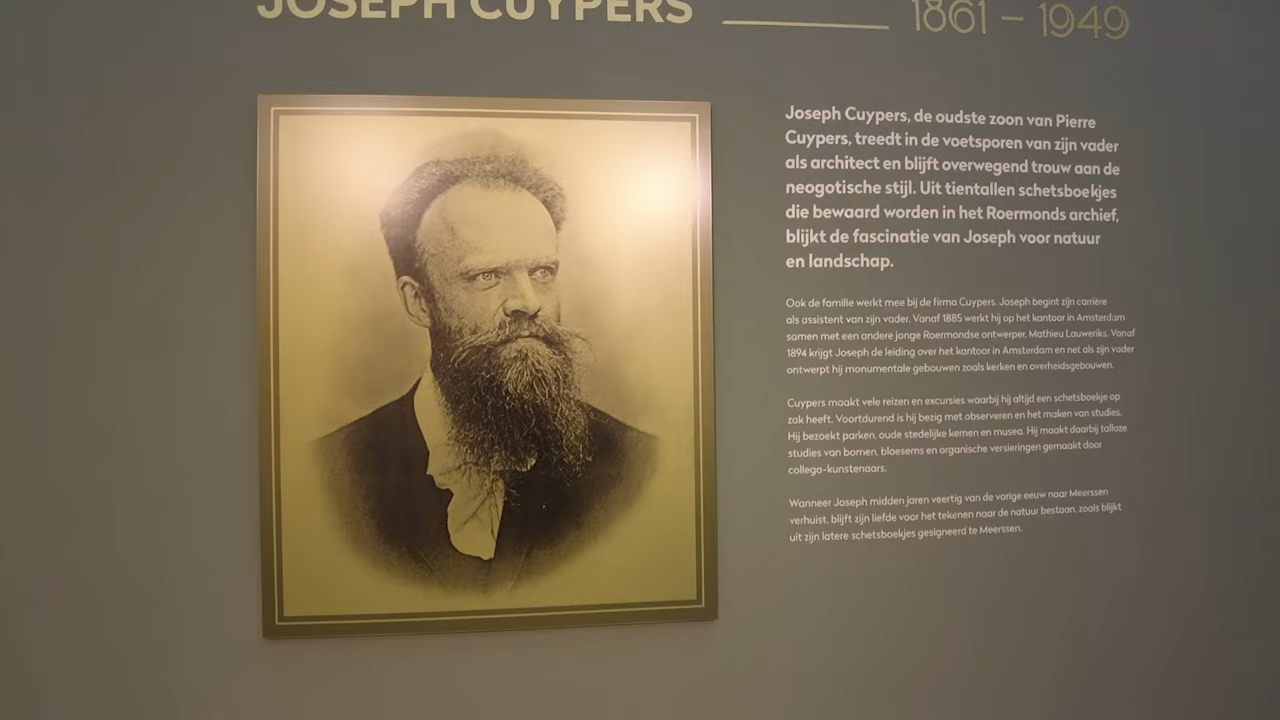 JOSEPH CUYPERS 1861 – 1949
Joseph Cuypers, de oudste zoon van Pierre
Cuypers, treedt in de voetsporen van zijn vader
als architect en blijft overwegend trouw aan de
neogotische stijl. Uit tientallen schetsboekjes
die bewaard worden in het Roermonds archief,
blijkt de fascinatie van Joseph voor natuur
en landschap.
Ook de familie werkt mee bij de firma Cuypers. Joseph begint zijn carrière
als assistent van zijn vader. Vanaf 1885 werkt hij op het kantoor in Amsterdam
samen met een andere jonge Roermondse ontwerper, Mathieu Lauweriks. Vanaf
1894 krijgt Joseph de leiding over het kantoor in Amsterdam en net als zijn vader
ontwerpt hij monumentale gebouwen zoals kerken en overheidsgebouwen.
Cuypers maakt vele reizen en excursies waarbij hij altijd een schetsboekje op
zak heeft. Voortdurend is hij bezig met observeren en het maken van studies.
Hij bezoekt parken, oude stedelijke kernen en musea. Hij maakt daarbij talloze
studies van bomen, bloesems en organische versieringen gemaakt door
collega-kunstenaars.
Wanneer Joseph midden jaren veertig van de vorige eeuw naar Meerssen
verhuist, blijft zijn liefde voor het tekenen naar de natuur bestaan, zoals blijkt
uit zijn latere schetsboekjes gesigneerd te Meerssen.